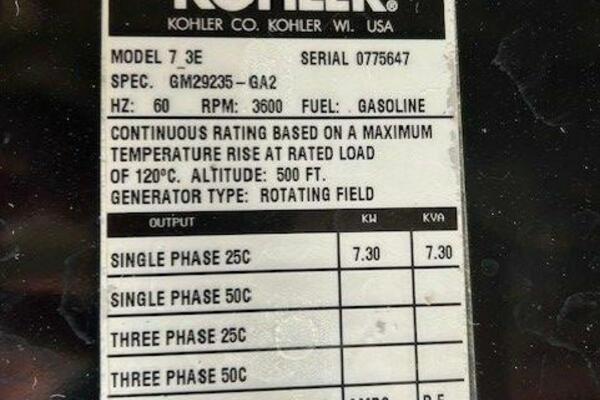 KOHLER®
KOHLER CO. KOHLER WI. USA
MODEL 7_3E SERIAL 0775647
SPEC. GM29235-GA2
HZ: 60 RPM: 3600 FUEL: GASOLINE
CONTINUOUS RATING BASED ON A MAXIMUM
TEMPERATURE RISE AT RATED LOAD
OF 120ºC. ALTITUDE: 500 FT.
GENERATOR TYPE: ROTATING FIELD
OUTPUT KW KVA
SINGLE PHASE 25C 7.30 7.30
SINGLE PHASE 50C
THREE PHASE 25C
THREE PHASE 50C